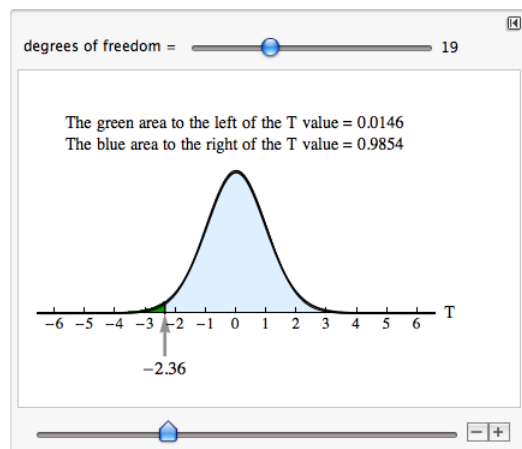 degrees of freedom = 19
The green area to the left of the T value = 0.0146
The blue area to the right of the T value = 0.9854
T
-6 -5 -4 -3 -2 -1 0 1 2 3 4 5 6
-2.36